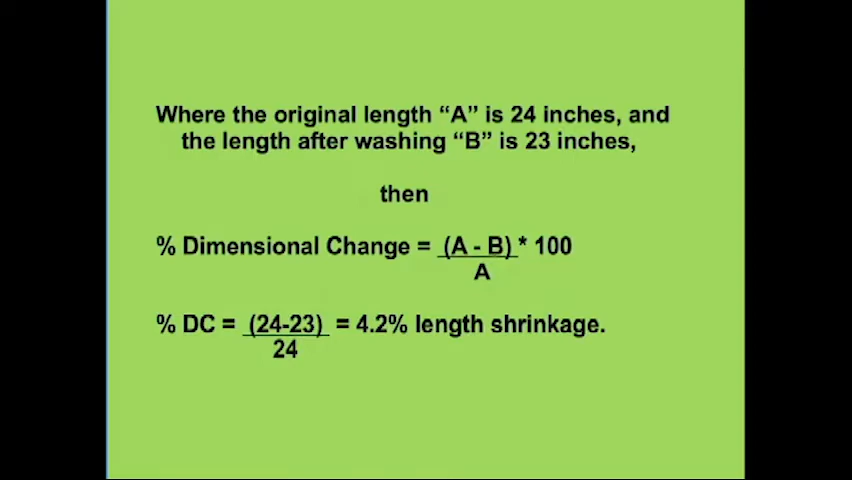 Where the original length “A” is 24 inches, and
the length after washing “B” is 23 inches,
then
% Dimensional Change = (A - B) * 100
A
% DC = (24-23) = 4.2% length shrinkage.
24